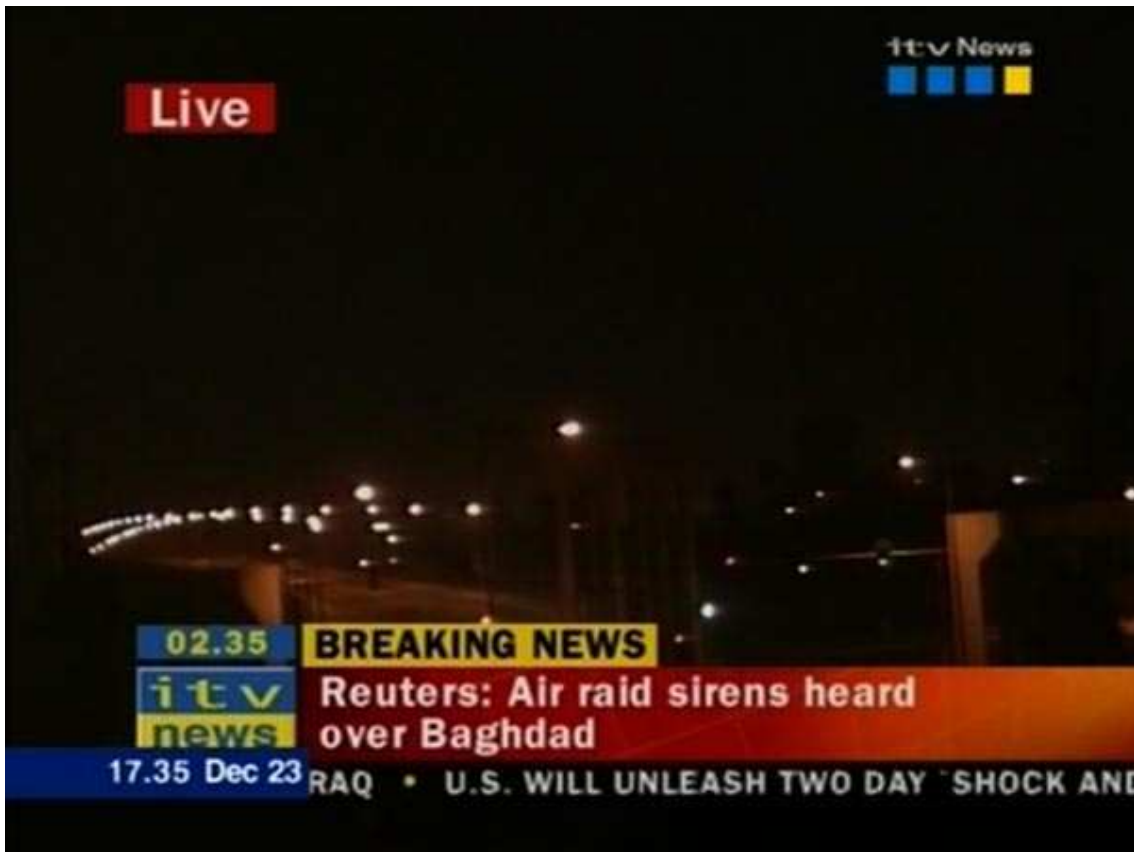 itv News
Live
02.35
BREAKING NEWS
itv
news
Reuters: Air raid sirens heard
over Baghdad
17.35 Dec 23
RAQ • U.S. WILL UNLEASH TWO DAY `SHOCK AND